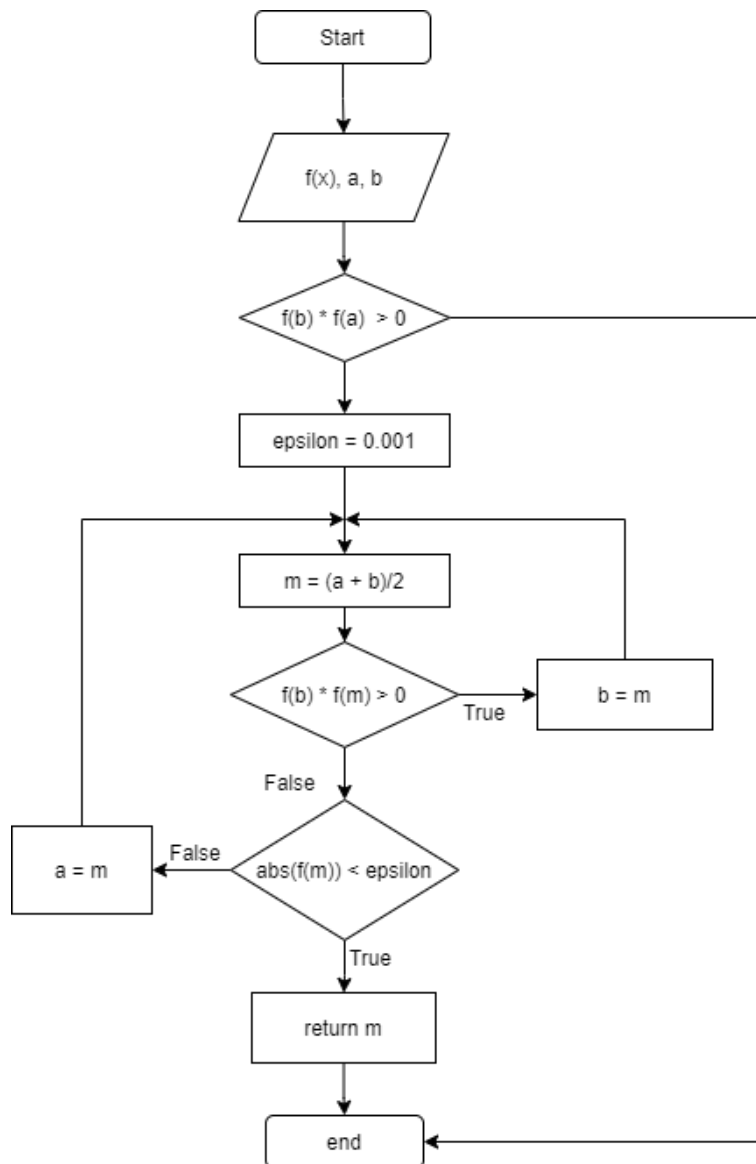 Start
f(x), a, b
f(b) * f(a) > 0
epsilon = 0.001
m = (a + b)/2
f(b) * f(m) > 0
True
b = m
False
abs(f(m)) < epsilon
False
a = m
True
return m
end